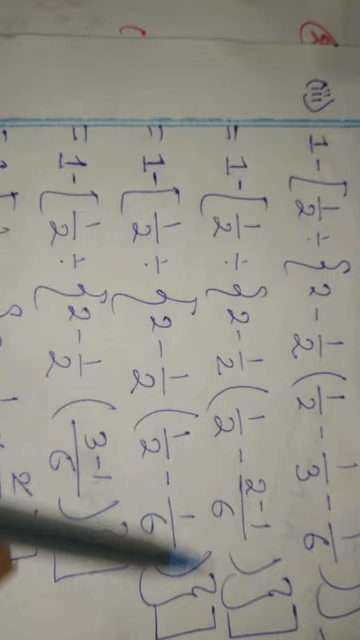 (iii)
1 - [ 1/2 ÷ { 2 - 1/2 ( 1/2 - 1/3 - 1/6 ) }
= 1 - [ 1/2 ÷ { 2 - 1/2 ( 1/2 - 2-1/6 ) } ]
= 1 - [ 1/2 ÷ { 2 - 1/2 ( 1/2 - 1/6 ) } ]
= 1 - [ 1/2 ÷ { 2 - 1/2 ( 3-1/6 ) } ]